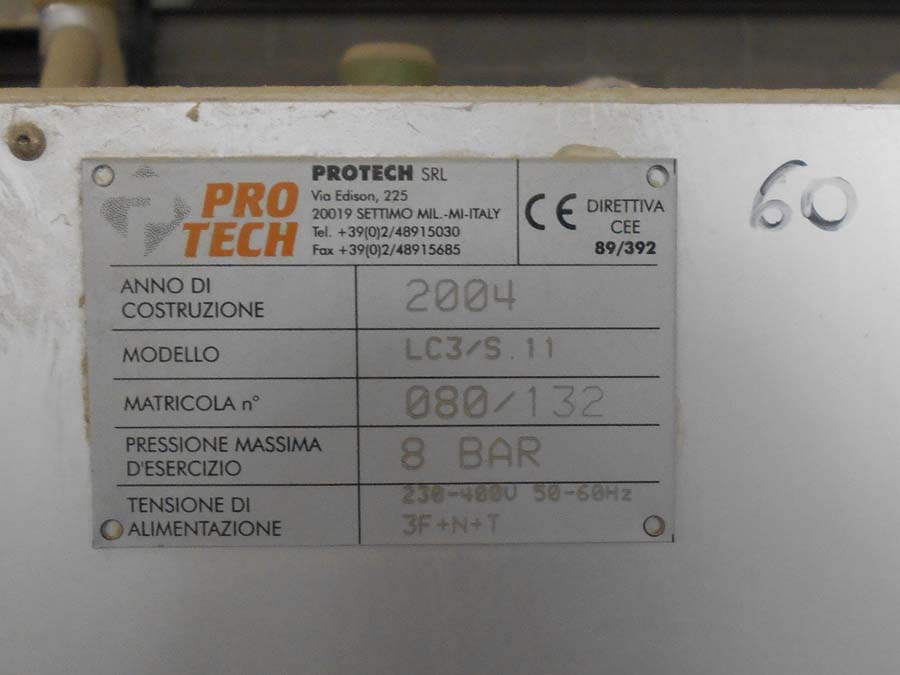 PRO
TECH
PROTECH SRL
Via Edison, 225
20019 SETTIMO MIL.-MI-ITALY
Tel. +39(0)2/48915030
Fax +39(0)2/48915685
CE
DIRETTIVA
CEE
89/392
60
ANNO DI
COSTRUZIONE
2004
MODELLO
LC3/S.11
MATRICOLA n°
080/132
PRESSIONE MASSIMA
D'ESERCIZIO
8 BAR
TENSIONE DI
ALIMENTAZIONE
230-400V 50-60Hz
3F+N+T